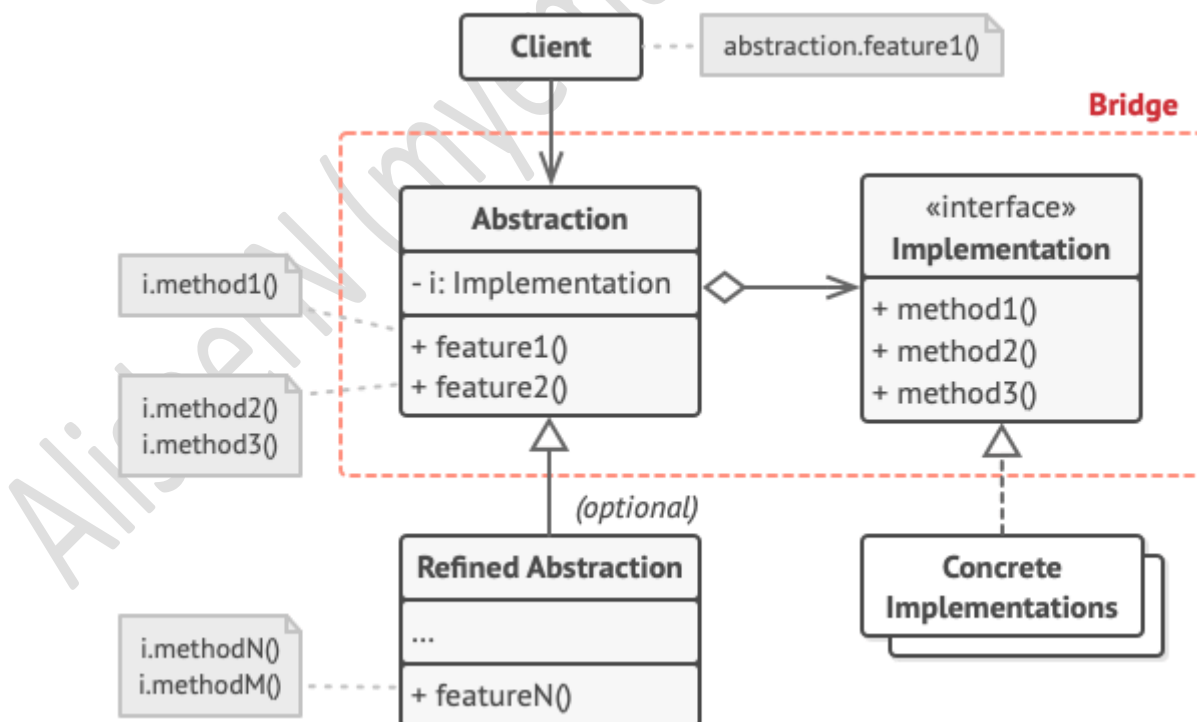 Client
abstraction.feature1()
Bridge
Abstraction
- i: Implementation
+ feature1()
+ feature2()
«interface»
Implementation
+ method1()
+ method2()
+ method3()
i.method1()
i.method2()
i.method3()
(optional)
Refined Abstraction
...
+ featureN()
Concrete
Implementations
i.methodN()
i.methodM()